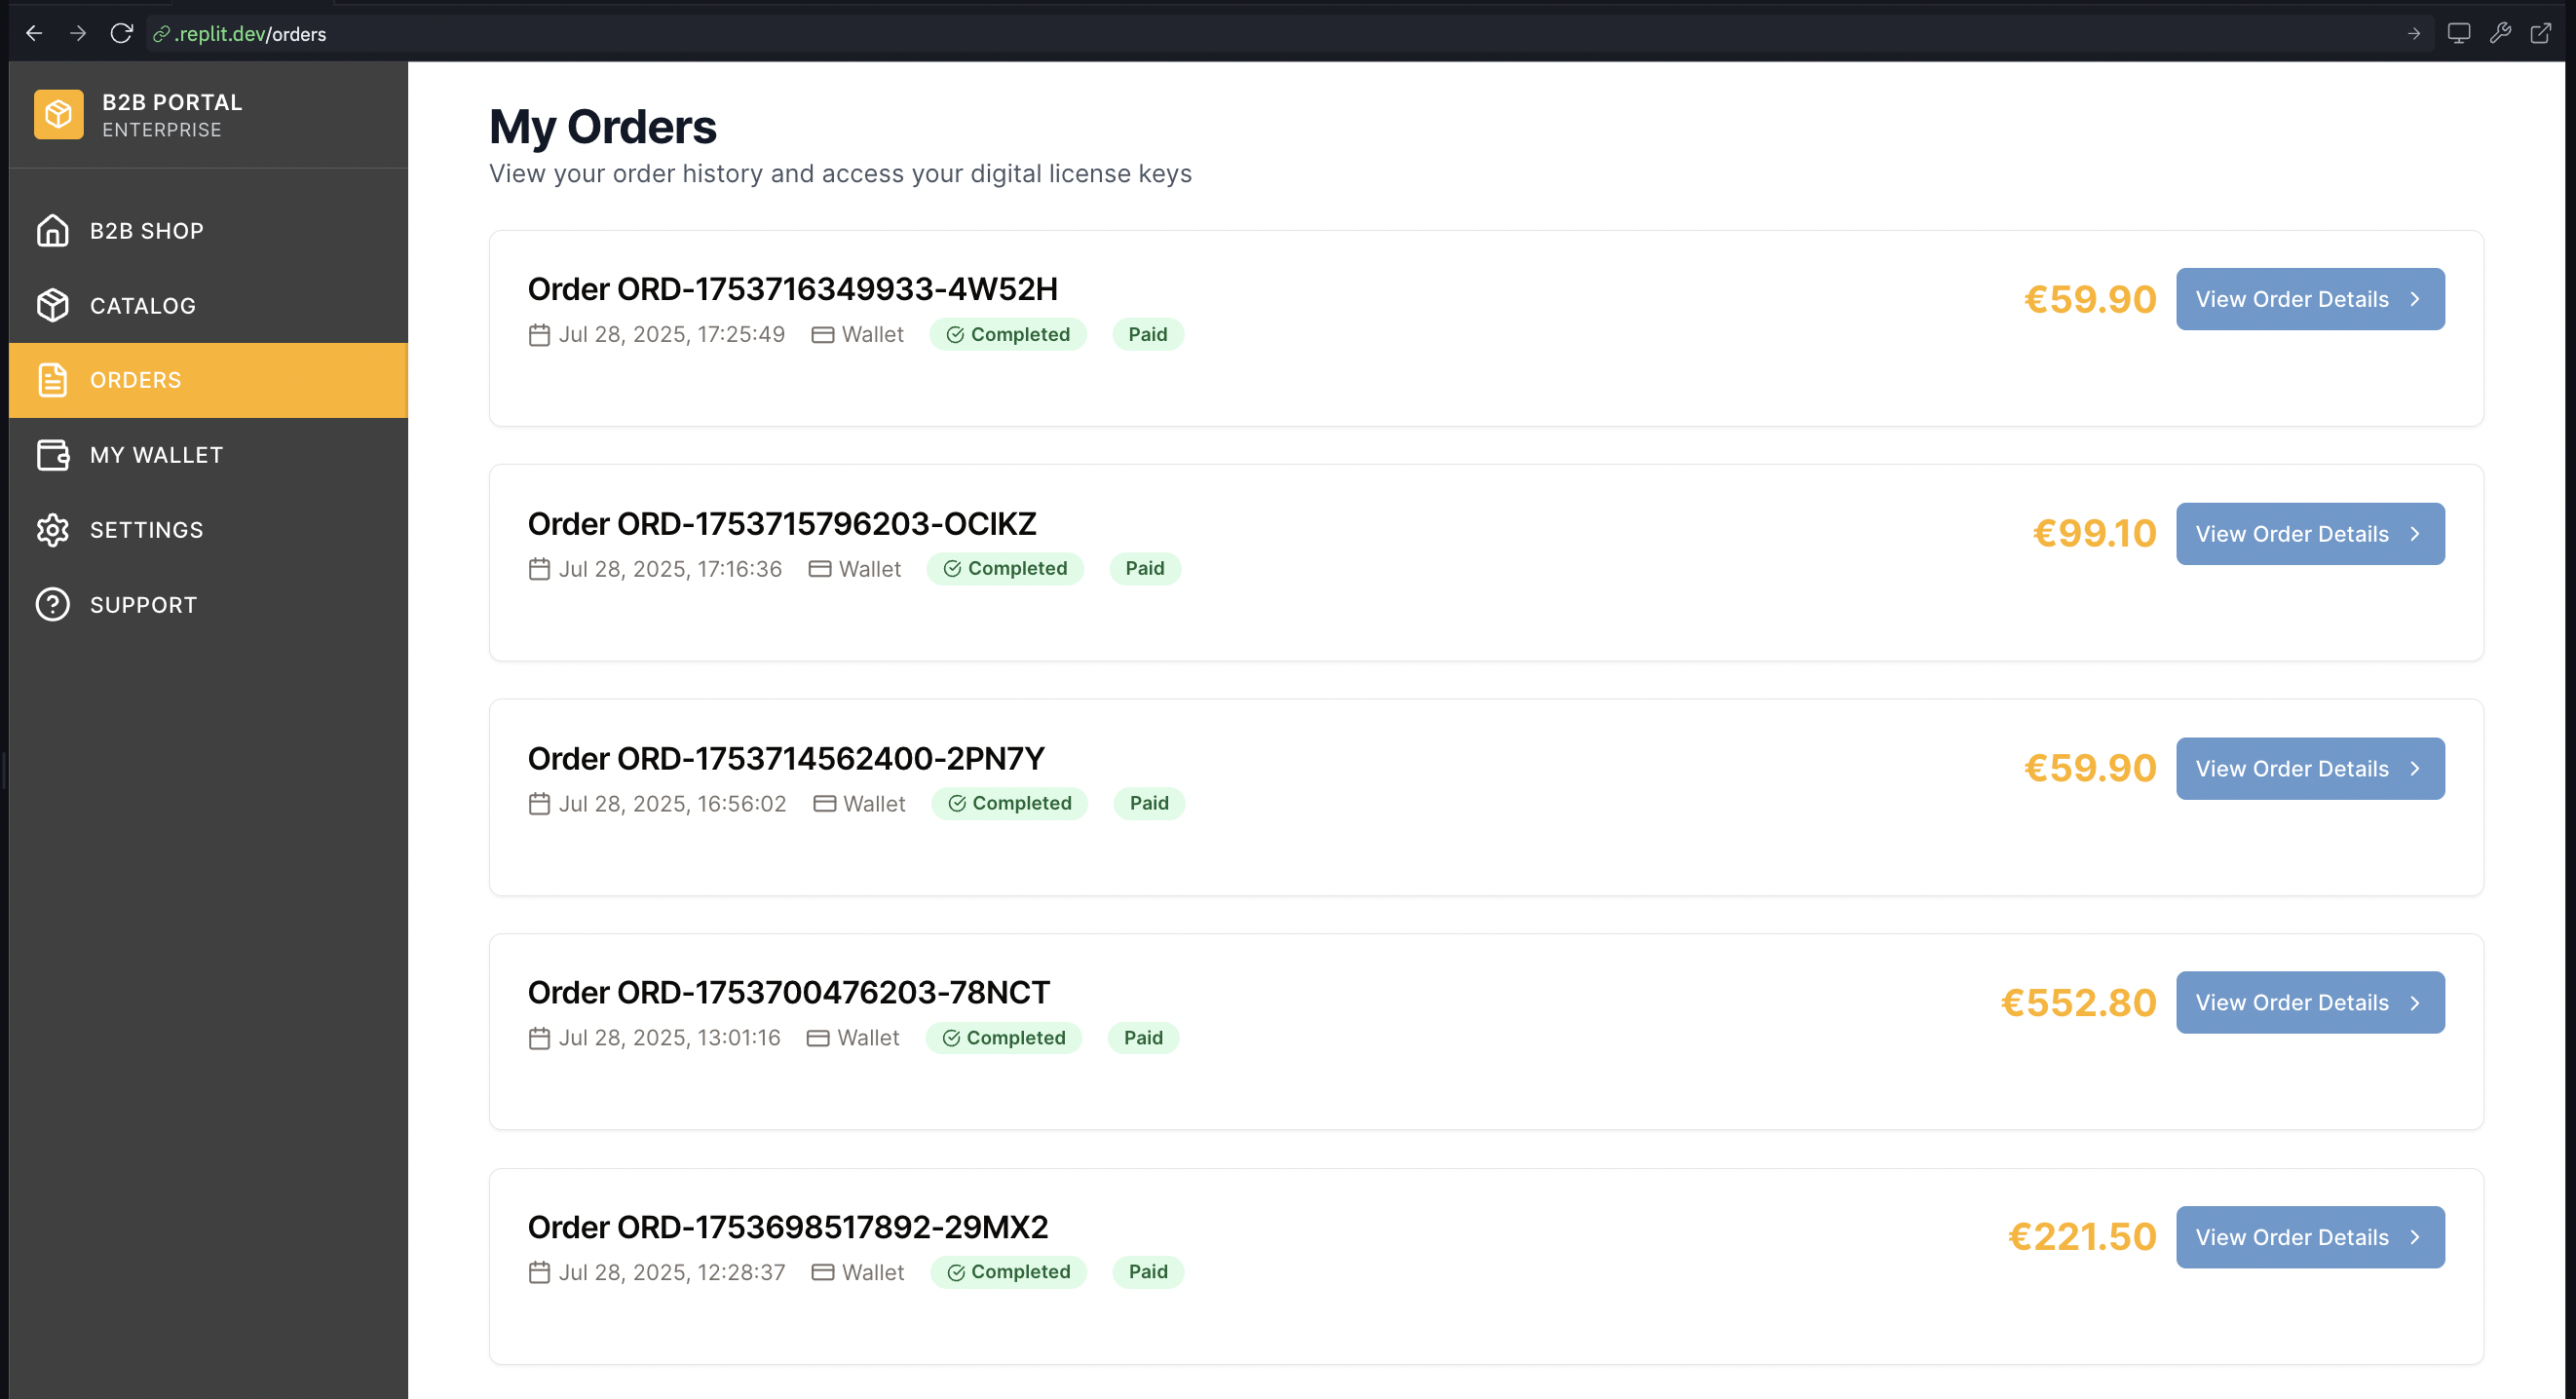 .replit.dev/orders
B2B PORTAL
ENTERPRISE
B2B SHOP
CATALOG
ORDERS
MY WALLET
SETTINGS
SUPPORT
My Orders
View your order history and access your digital license keys
Order ORD-1753716349933-4W52H
Jul 28, 2025, 17:25:49 Wallet Completed Paid
€59.90 View Order Details
Order ORD-1753715796203-OCIKZ
Jul 28, 2025, 17:16:36 Wallet Completed Paid
€99.10 View Order Details
Order ORD-1753714562400-2PN7Y
Jul 28, 2025, 16:56:02 Wallet Completed Paid
€59.90 View Order Details
Order ORD-1753700476203-78NCT
Jul 28, 2025, 13:01:16 Wallet Completed Paid
€552.80 View Order Details
Order ORD-1753698517892-29MX2
Jul 28, 2025, 12:28:37 Wallet Completed Paid
€221.50 View Order Details